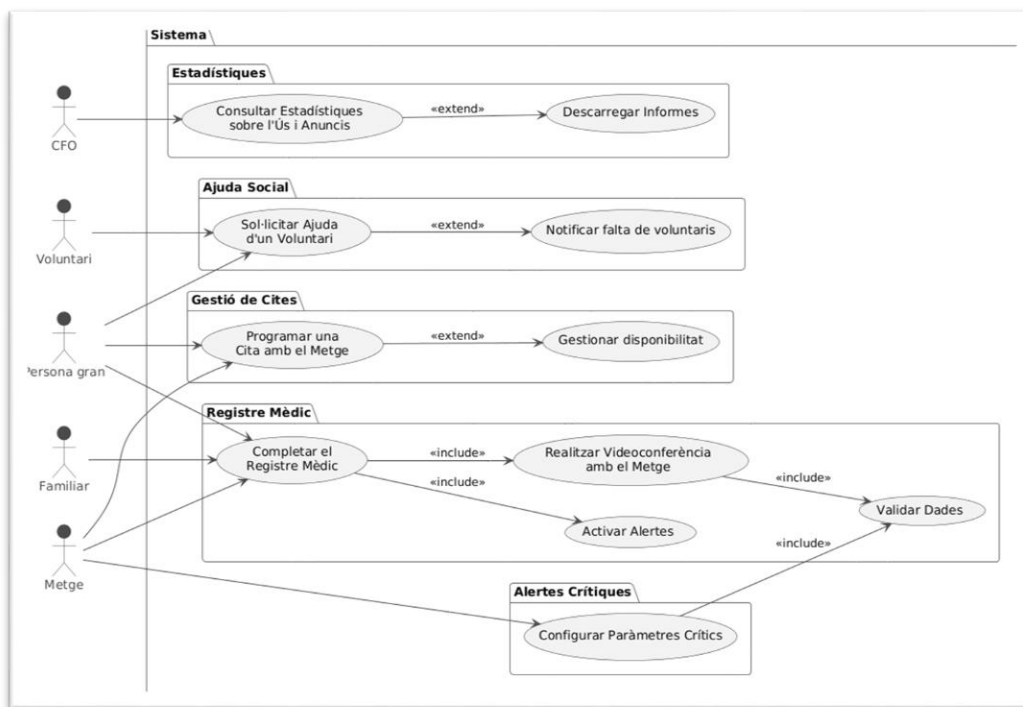 Sistema
Estadístiques
CFO
Consultar Estadístiques
sobre l'Ús i Anuncis
«extend»
Descarregar Informes
Ajuda Social
Voluntari
Sol·licitar Ajuda
d'un Voluntari
«extend»
Notificar falta de voluntaris
Gestió de Cites
Persona gran
Programar una
Cita amb el Metge
«extend»
Gestionar disponibilitat
Registre Mèdic
Familiar
Completar el
Registre Mèdic
«include»
Realitzar Videoconferència
amb el Metge
«include»
«include»
Validar Dades
Activar Alertes
«include»
Metge
Alertes Crítiques
Configurar Paràmetres Crítics